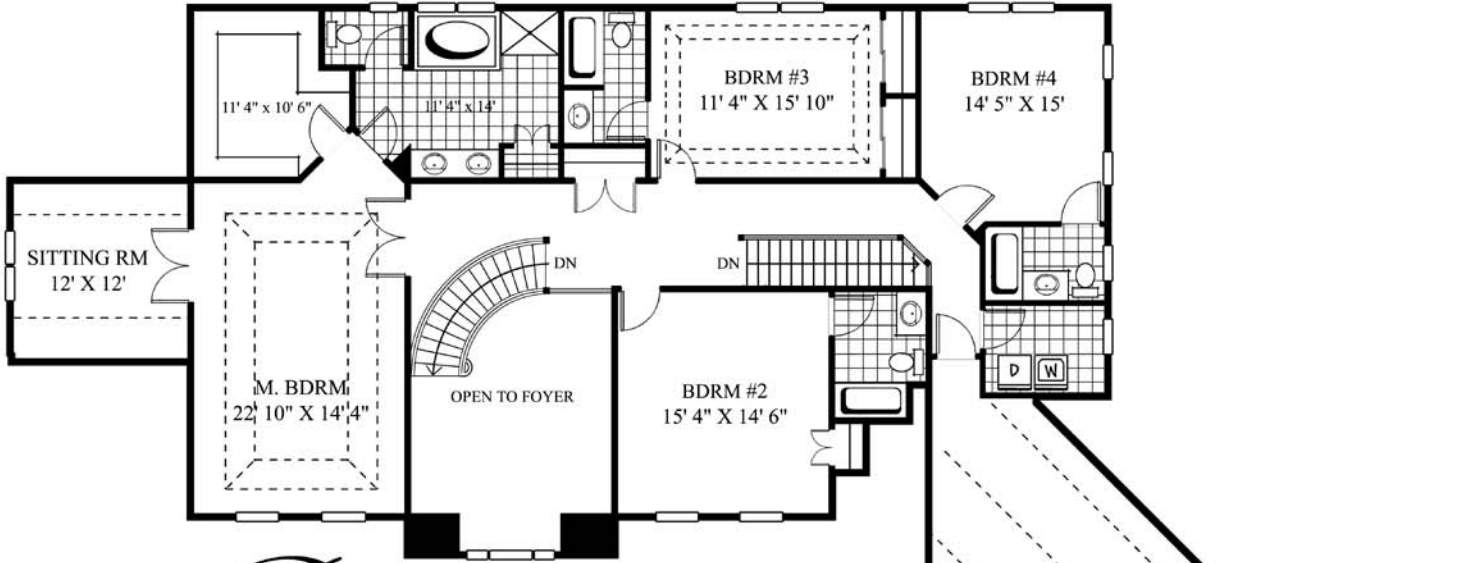 BDRM #3
11' 4" X 15' 10"
BDRM #4
14' 5" X 15'
11' 4" x 10' 6"
11' 4" x 14'
SITTING RM
12' X 12'
DN
DN
M. BDRM
22' 10" X 14' 4"
OPEN TO FOYER
BDRM #2
15' 4" X 14' 6"
D
W